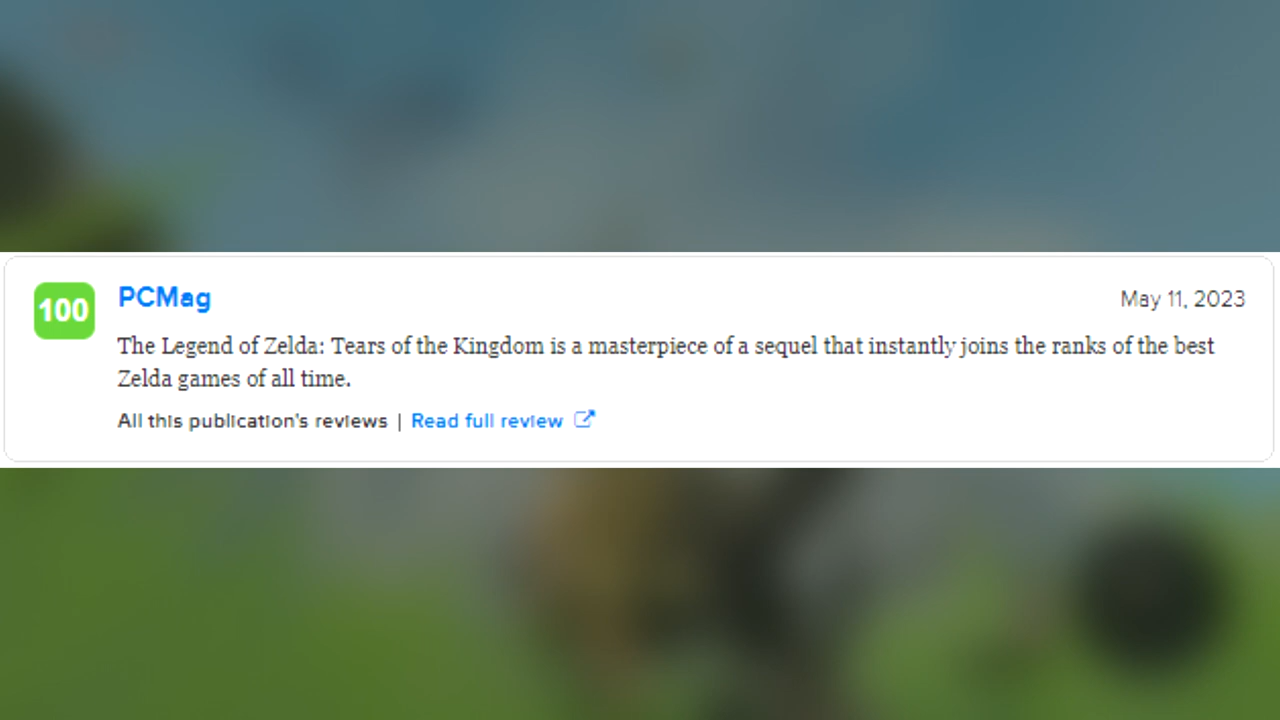 100
PCMag
May 11, 2023
The Legend of Zelda: Tears of the Kingdom is a masterpiece of a sequel that instantly joins the ranks of the best
Zelda games of all time.
All this publication's reviews | Read full review